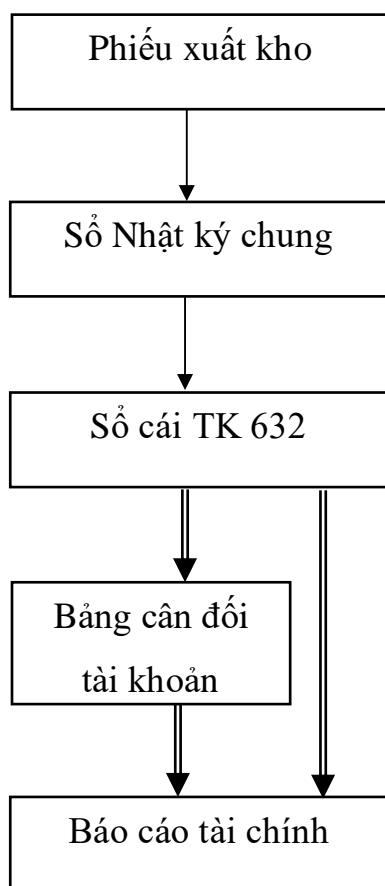 Phiếu xuất kho
Sổ Nhật ký chung
Sổ cái TK 632
Bảng cân đối
tài khoản
Báo cáo tài chính